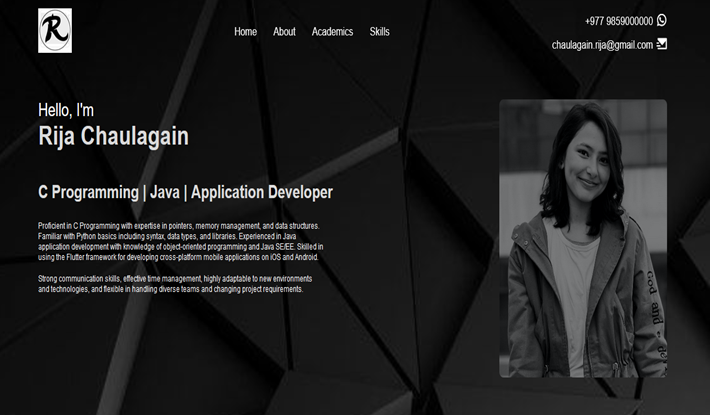 R
Home About Academics Skills
+977 9859000000
chaulagain.rija@gmail.com
Hello, I'm
Rija Chaulagain
C Programming | Java | Application Developer
Proficient in C Programming with expertise in pointers, memory management, and data structures.
Familiar with Python basics including syntax, data types, and libraries. Experienced in Java
application development with knowledge of object-oriented programming and Java SE/EE. Skilled in
using the Flutter framework for developing cross-platform mobile applications on iOS and Android.
Strong communication skills, effective time management, highly adaptable to new environments
and technologies, and flexible in handling diverse teams and changing project requirements.
God and